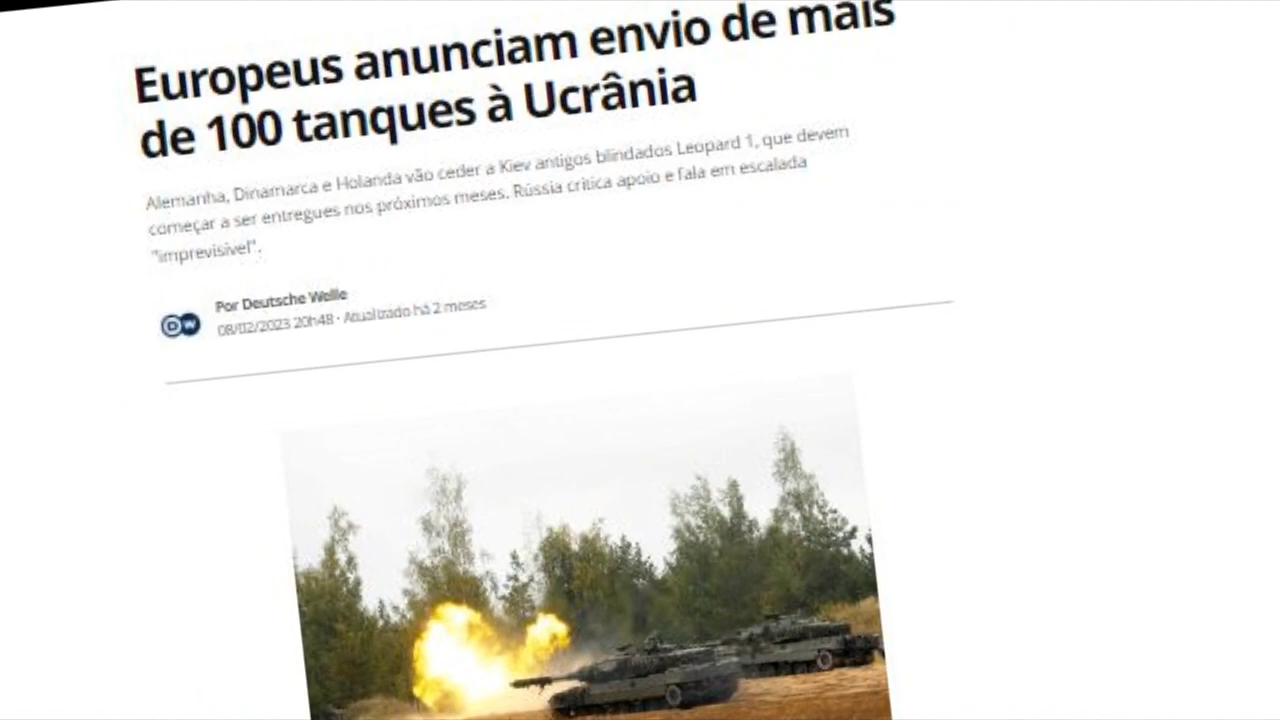 Europeus anunciam envio de mais
de 100 tanques à Ucrânia
Alemanha, Dinamarca e Holanda vão ceder a Kiev antigos blindados Leopard 1, que devem
começar a ser entregues nos próximos meses. Rússia critica apoio e fala em escalada
"imprevisível".
Por Deutsche Welle
DW
08/02/2023 20h48 · Atualizado há 2 meses